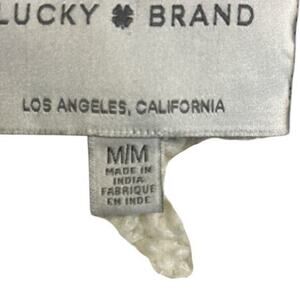 LUCKY BRAND
LOS ANGELES, CALIFORNIA
M/M
MADE IN
INDIA
FABRIQUE
EN INDE